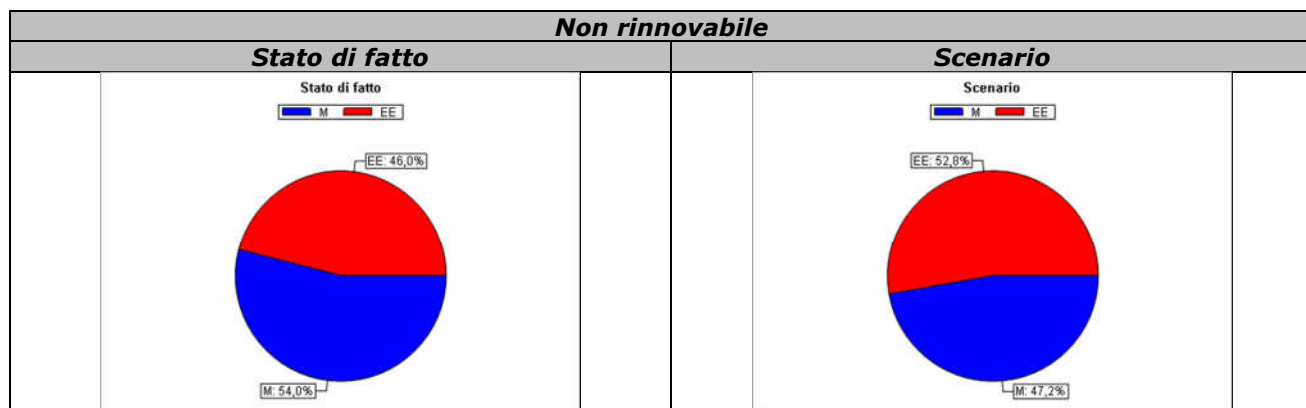 Non rinnovabile
Stato di fatto
Scenario
Stato di fatto
M EE
EE: 46,0%
M: 54,0%
Scenario
M EE
EE: 52,8%
M: 47,2%